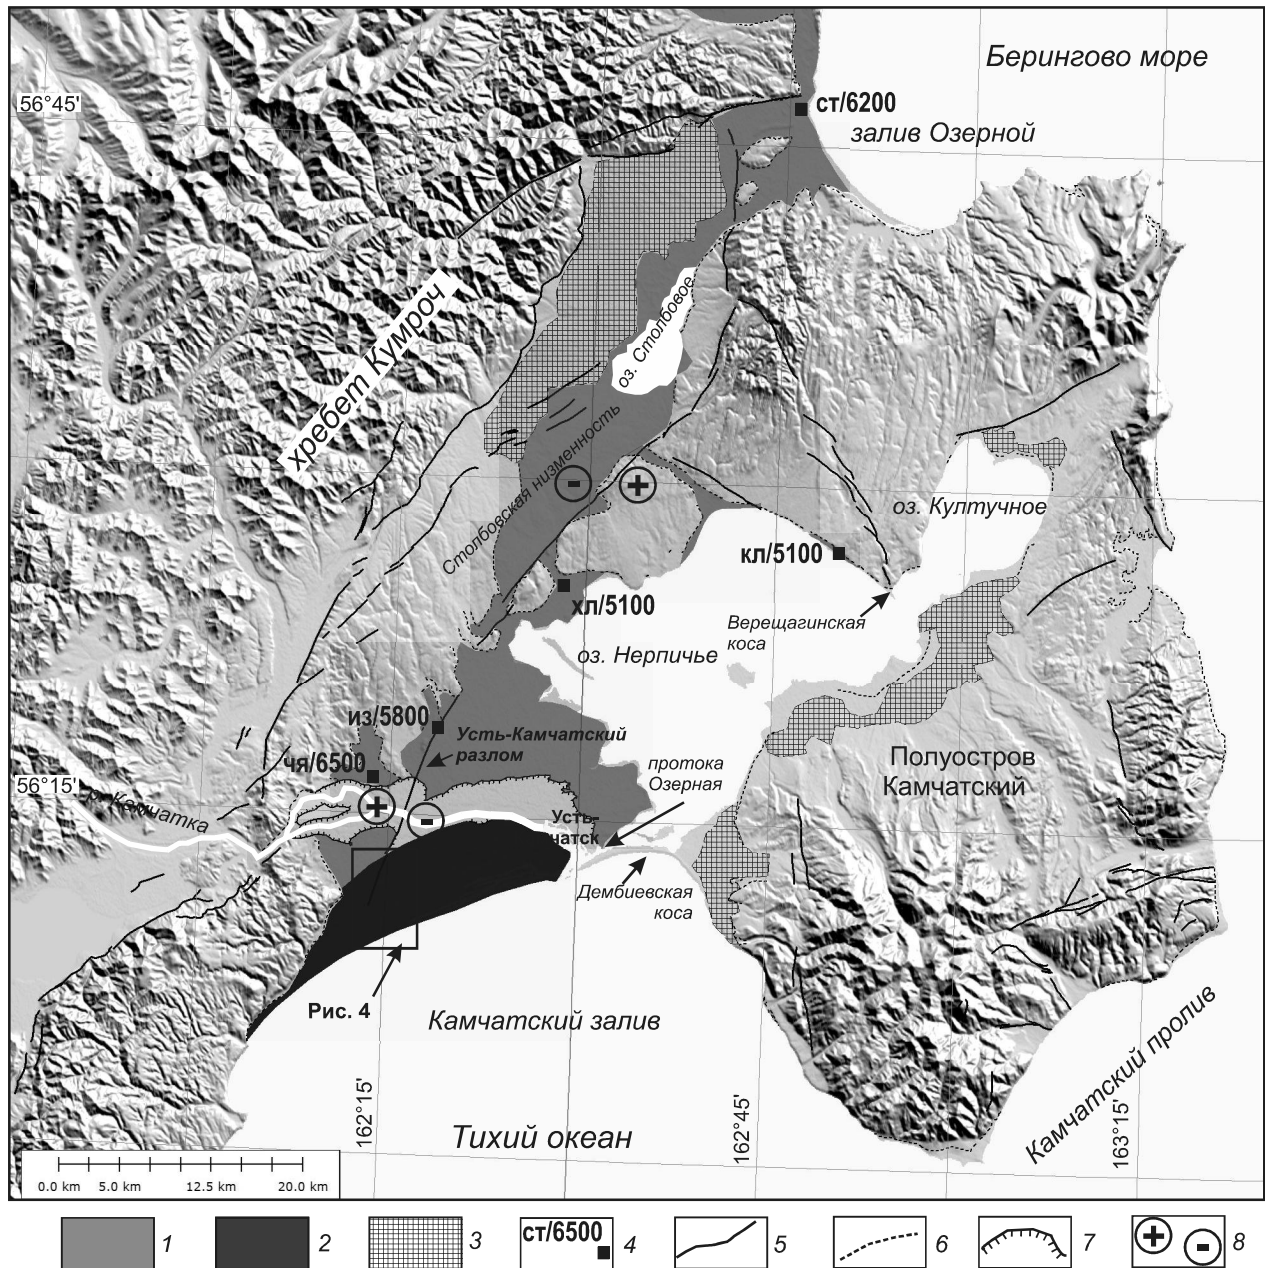 Берингово море
56°45'
ст/6200
залив Озерной
хребет Кумроч
оз. Столбовое
Столбовская низменность
-
+
оз. Култучное
кл/5100
хл/5100
Верещагинская
коса
оз. Нерпичье
из/5800
Усть-Камчатский
разлом
чя/6500
протока
Озерная
Полуостров
Камчатский
56°15'
р. Камчатка
+
-
Усть-
чатск
Дембиевская
коса
Рис. 4
Камчатский залив
Камчатский пролив
162°15'
162°45'
163°15'
Тихий океан
0.0 km 5.0 km 12.5 km 20.0 km
1
2
3
ст/6500
4
5
6
7
+
-
8